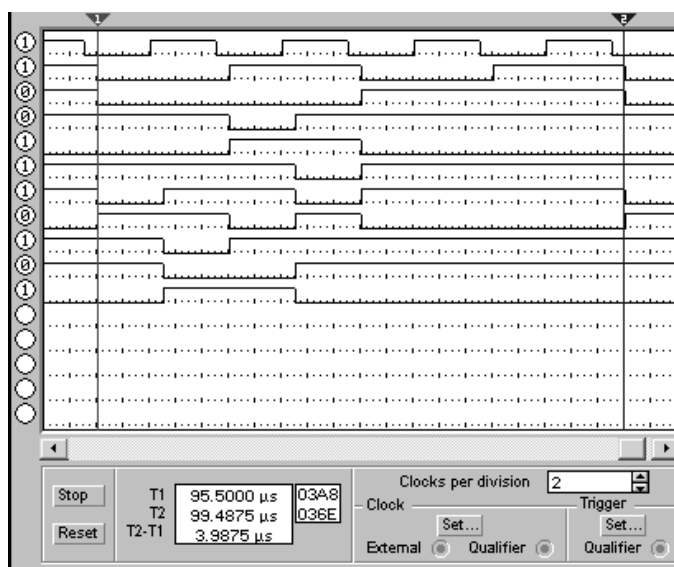 1 2
1
1
0
0
1
1
1
0
1
0
1
Clocks per division 2
Stop T1 95.5000 µs 03A8
T2 99.4875 µs 036E
Reset T2-T1 3.9875 µs
Clock Trigger
Set... Set...
External Qualifier Qualifier